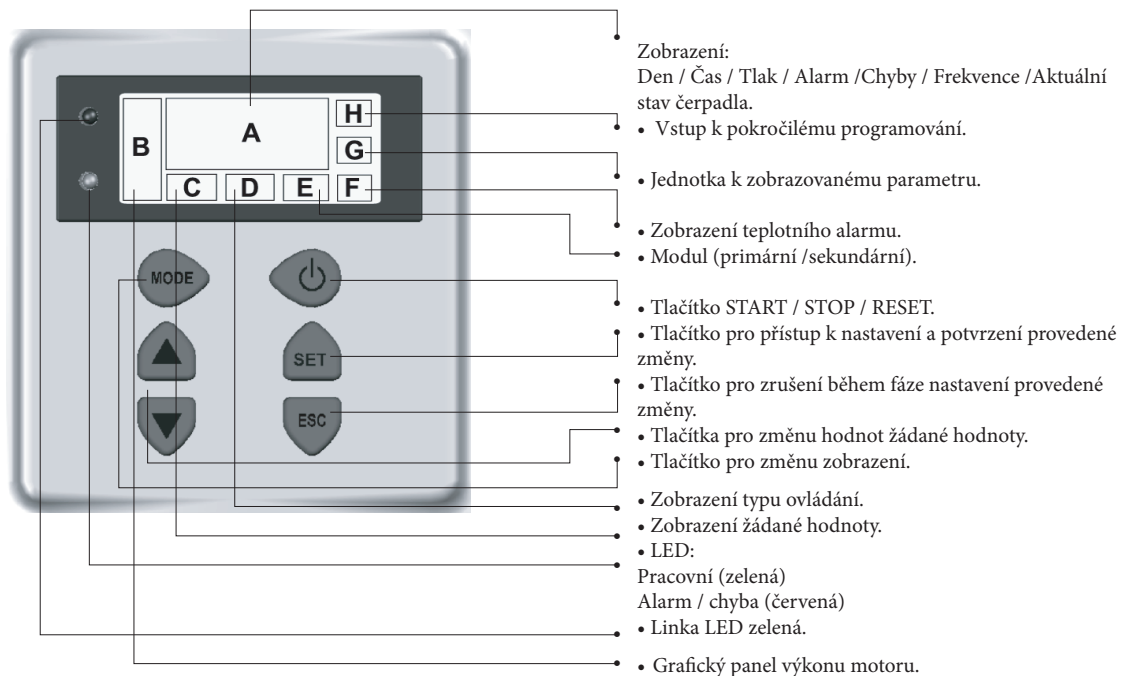 Zobrazení:
Den / Čas / Tlak / Alarm /Chyby / Frekvence /Aktuální
stav čerpadla.
• Vstup k pokročilému programování.
• Jednotka k zobrazovanému parametru.
• Zobrazení teplotního alarmu.
• Modul (primární /sekundární).
• Tlačítko START / STOP / RESET.
• Tlačítko pro přístup k nastavení a potvrzení provedené
změny.
• Tlačítko pro zrušení během fáze nastavení provedené
změny.
• Tlačítka pro změnu hodnot žádané hodnoty.
• Tlačítko pro změnu zobrazení.
• Zobrazení typu ovládání.
• Zobrazení žádané hodnoty.
• LED:
Pracovní (zelená)
Alarm / chyba (červená)
• Linka LED zelená.
• Grafický panel výkonu motoru.
A
B
H
G
C D E F
MODE
SET
ESC